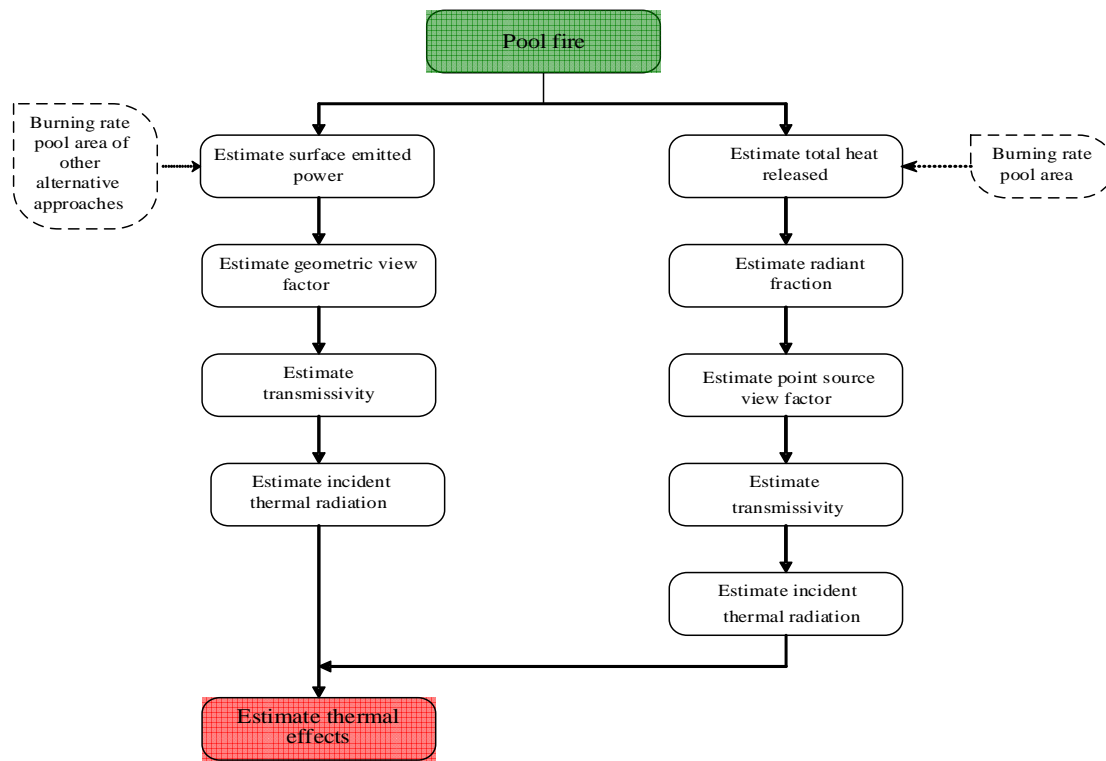 Pool fire
Burning rate
pool area of
other
alternative
approaches
Estimate surface emitted
power
Estimate total heat
released
Burning rate
pool area
Estimate geometric view
factor
Estimate radiant
fraction
Estimate
transmissivity
Estimate point source
view factor
Estimate incident
thermal radiation
Estimate
transmissivity
Estimate incident
thermal radiation
Estimate thermal
effects